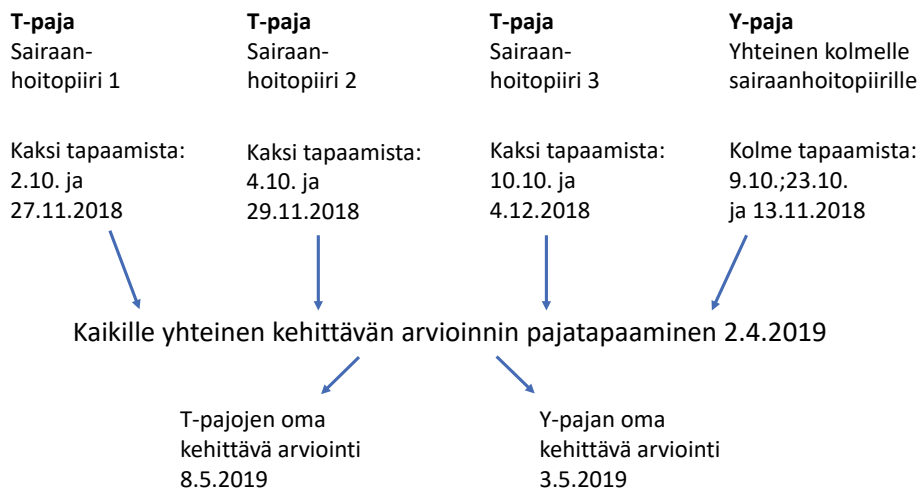 T-paja
Sairaan-
hoitopiiri 1
Kaksi tapaamista:
2.10. ja
27.11.2018
T-paja
Sairaan-
hoitopiiri 2
Kaksi tapaamista:
4.10. ja
29.11.2018
T-paja
Sairaan-
hoitopiiri 3
Kaksi tapaamista:
10.10. ja
4.12.2018
Y-paja
Yhteinen kolmelle
sairaanhoitopiirille
Kolme tapaamista:
9.10.;23.10.
ja 13.11.2018
Kaikille yhteinen kehittävän arvioinnin pajatapaaminen 2.4.2019
T-pajojen oma
kehittävä arviointi
8.5.2019
Y-pajan oma
kehittävä arviointi
3.5.2019